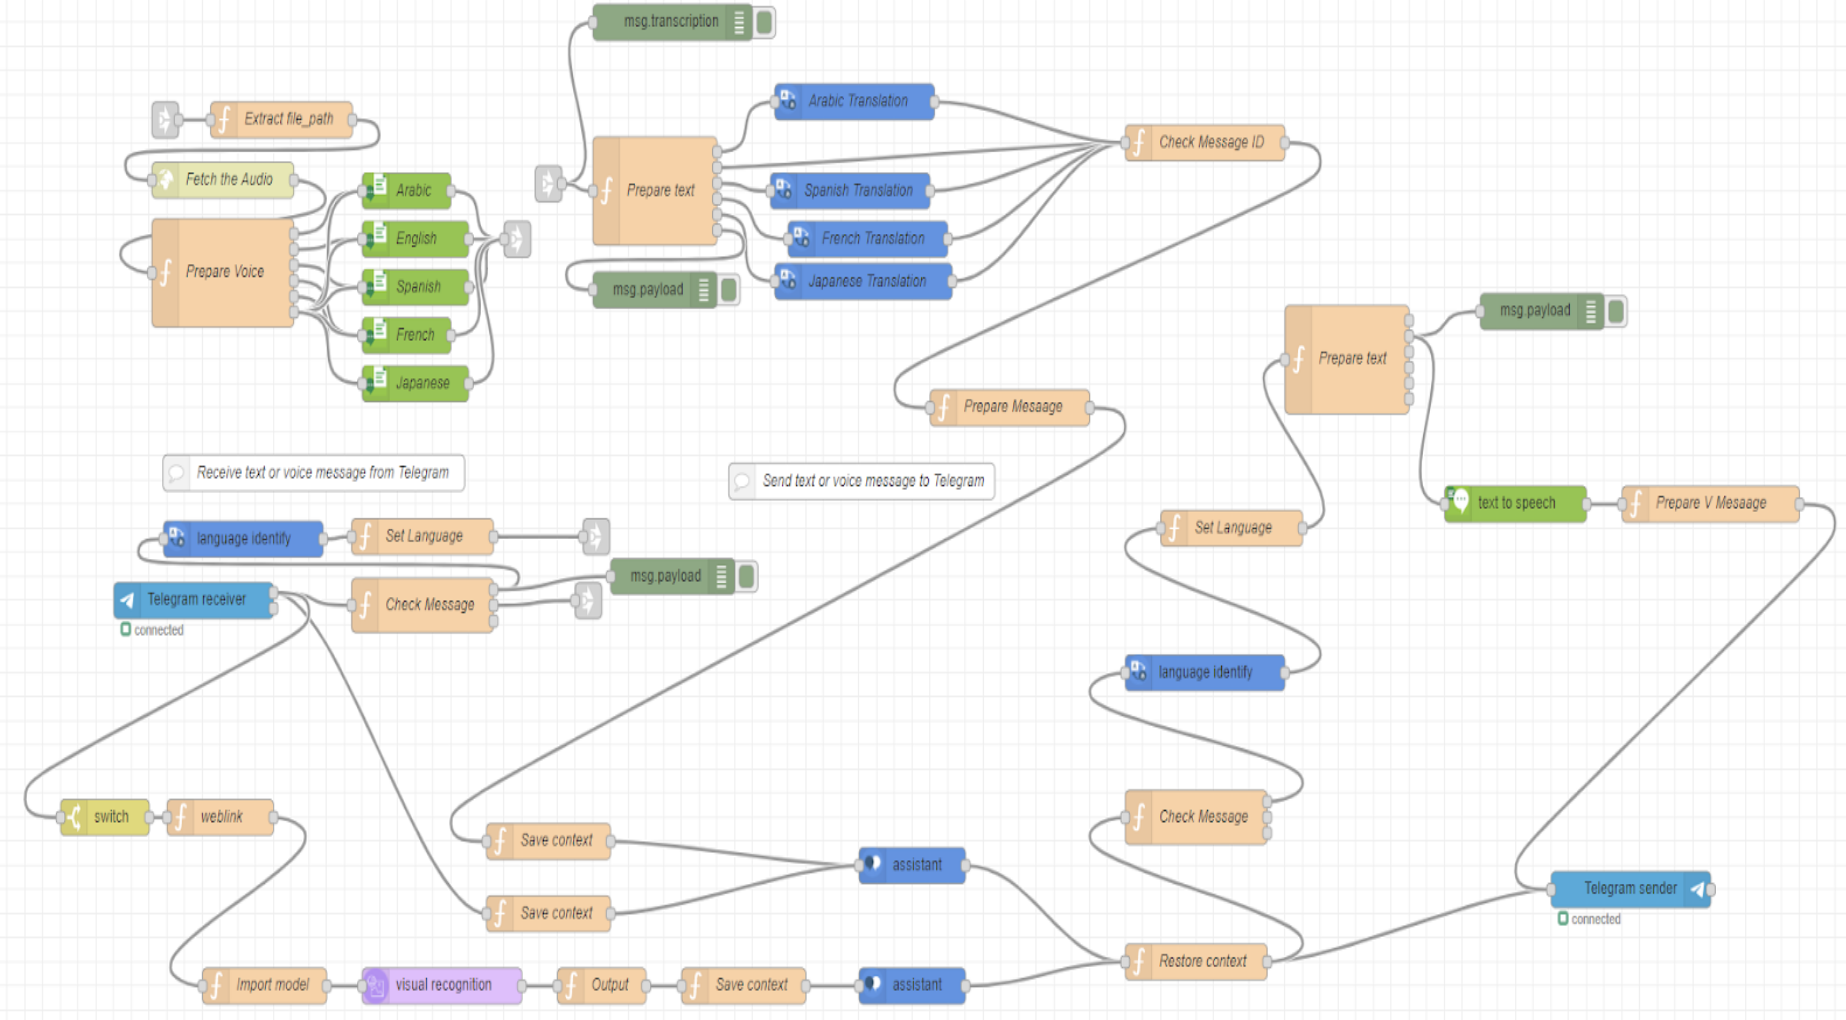 msg.transcription
Extract file_path
Arabic Translation
Check Message ID
Fetch the Audio
Arabic
Prepare text
Spanish Translation
English
French Translation
Prepare Voice
Spanish
msg.payload
Japanese Translation
French
Japanese
msg.payload
Prepare text
Prepare Mesaage
Receive text or voice message from Telegram
Send text or voice message to Telegram
text to speech
Prepare V Mesaage
language identify
Set Language
Set Language
msg.payload
Telegram receiver
connected
Check Message
language identify
switch
weblink
Save context
Check Message
assistant
Save context
Telegram sender
connected
Restore context
Import model
visual recognition
Output
Save context
assistant